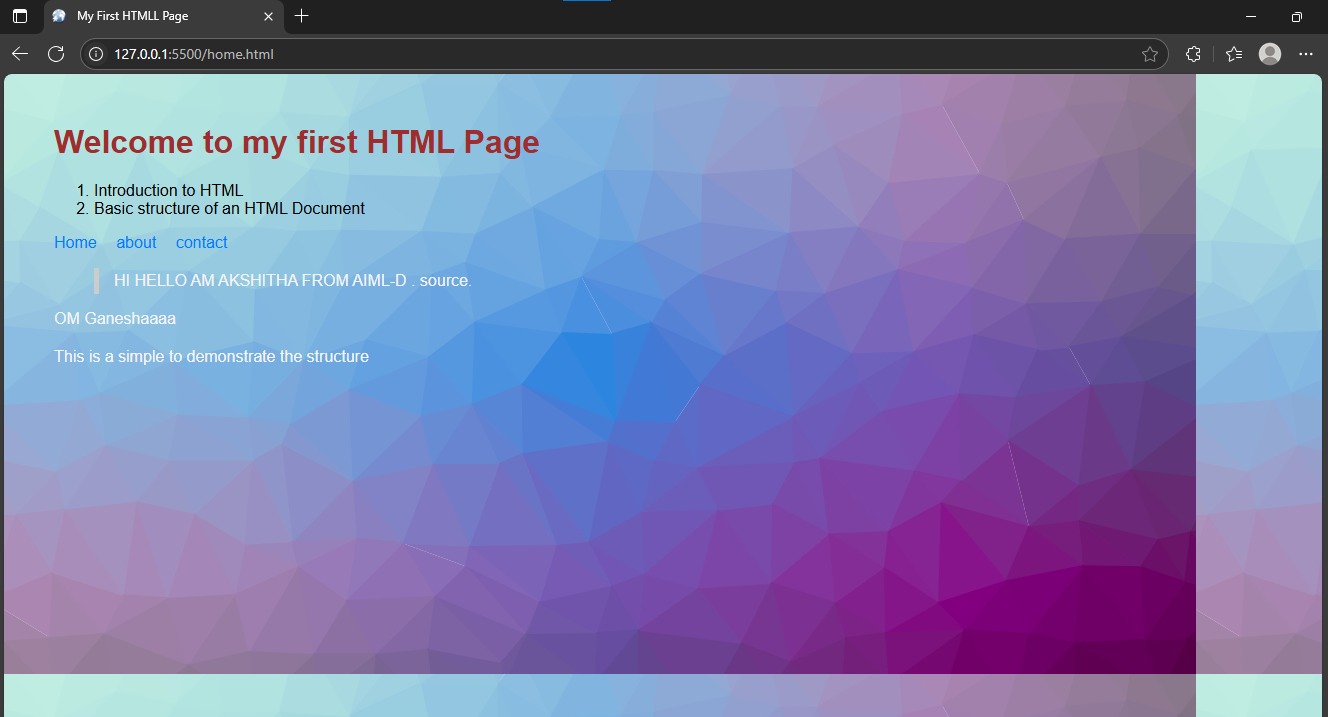 My First HTMLL Page
127.0.0.1:5500/home.html
Welcome to my first HTML Page
1. Introduction to HTML
2. Basic structure of an HTML Document
Home about contact
HI HELLO AM AKSHITHA FROM AIML-D . source.
OM Ganeshaaaa
This is a simple to demonstrate the structure